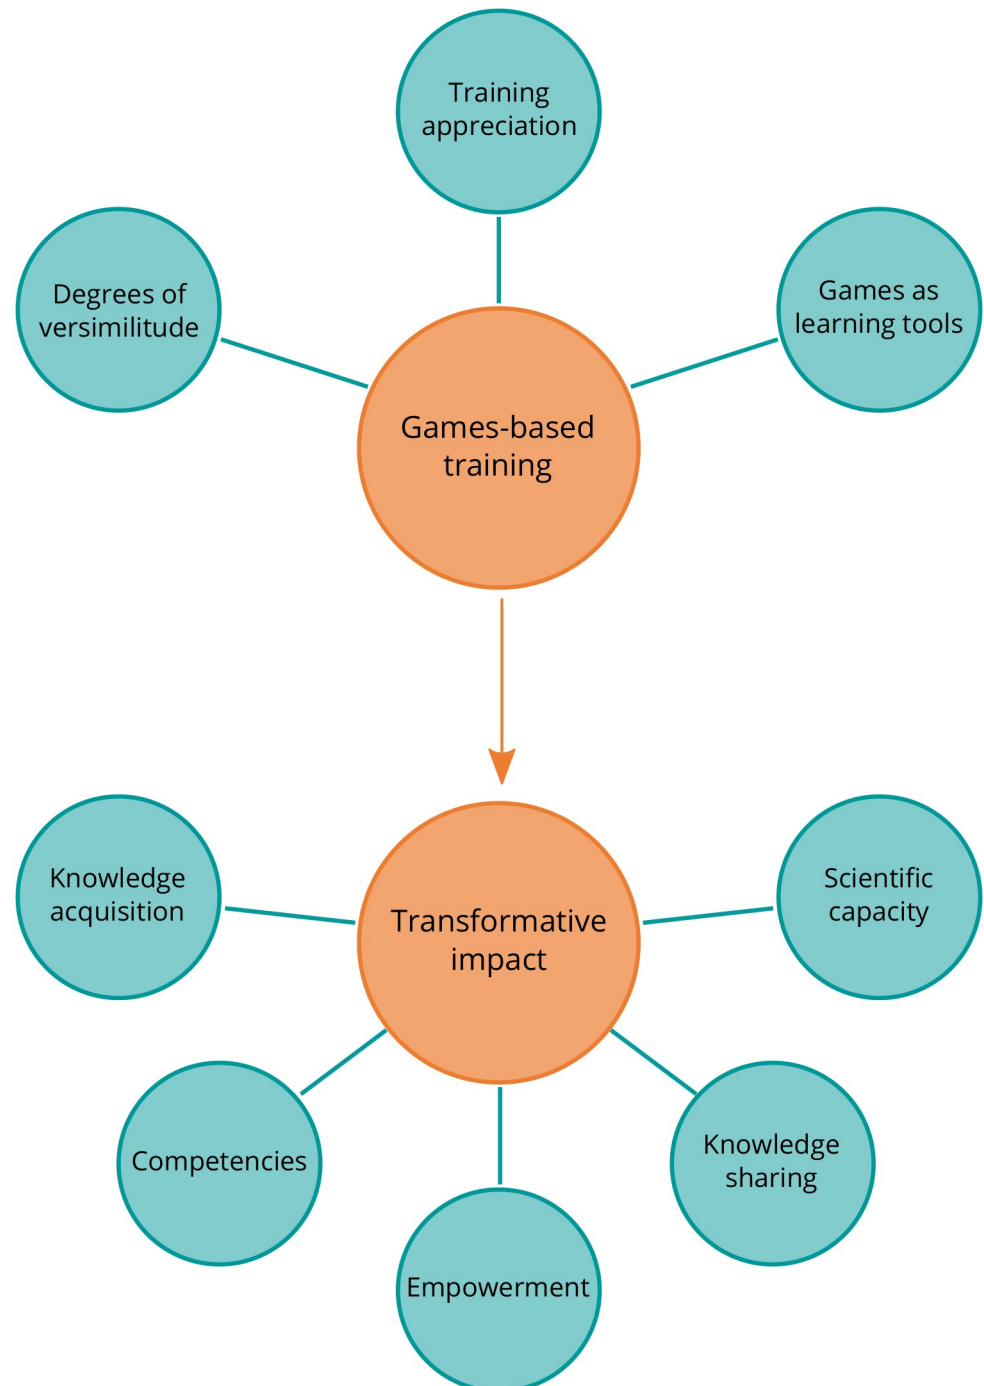 Training
appreciation
Degrees of
versimilitude
Games as
learning tools
Games-based
training
Transformative
impact
Knowledge
acquisition
Scientific
capacity
Competencies
Knowledge
sharing
Empowerment